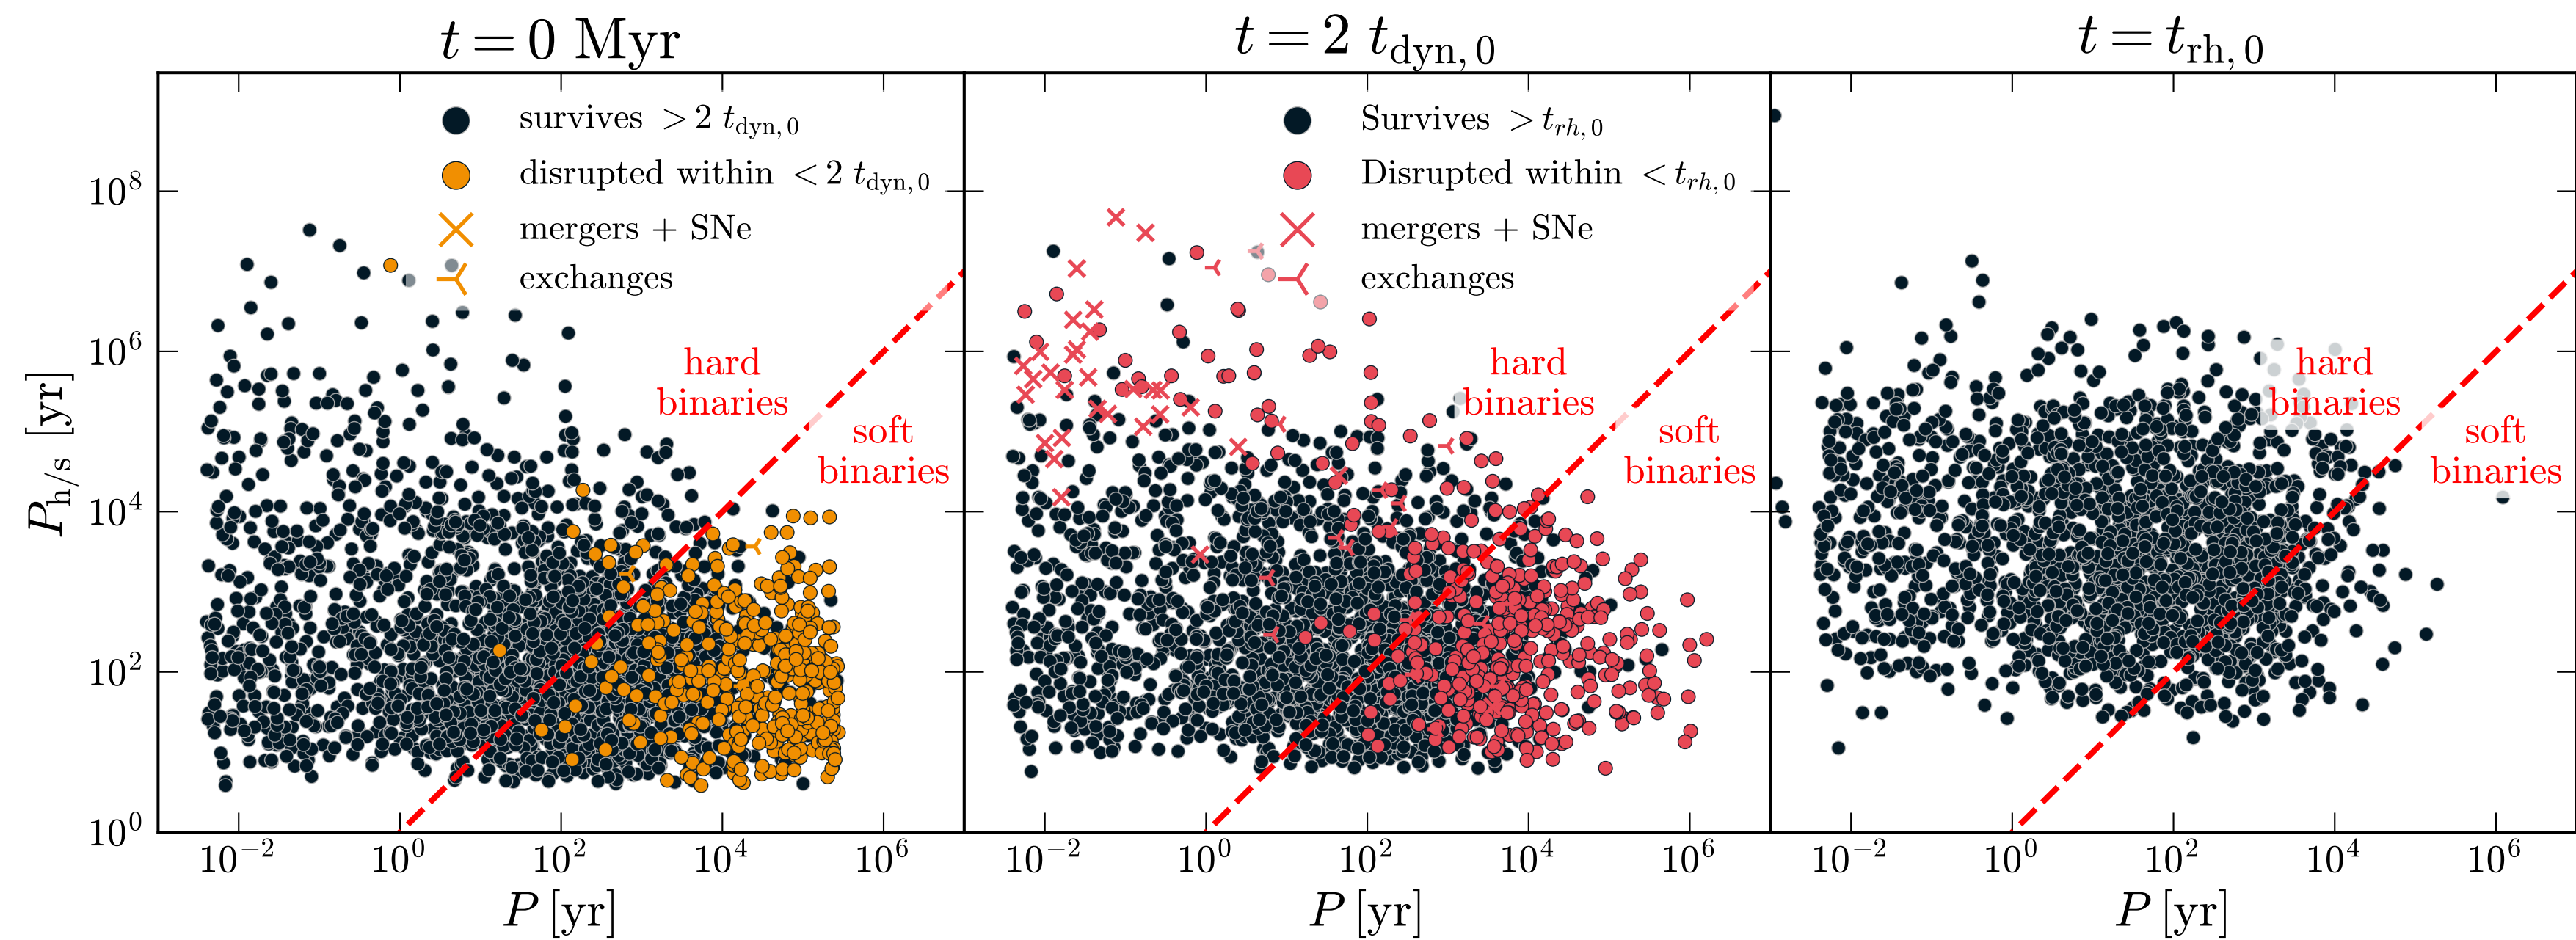 t = 0 Myr
t = 2 t_dyn, 0
t = t_rh, 0
P_h/s [yr]
10^8
10^6
10^4
10^2
10^0
survives > 2 t_dyn, 0
disrupted within < 2 t_dyn, 0
mergers + SNe
exchanges
hard
binaries
soft
binaries
Survives > t_rh, 0
Disrupted within < t_rh, 0
mergers + SNe
exchanges
hard
binaries
soft
binaries
hard
binaries
soft
binaries
10^−2 10^0 10^2 10^4 10^6
10^−2 10^0 10^2 10^4 10^6
10^−2 10^0 10^2 10^4 10^6
P [yr]
P [yr]
P [yr]